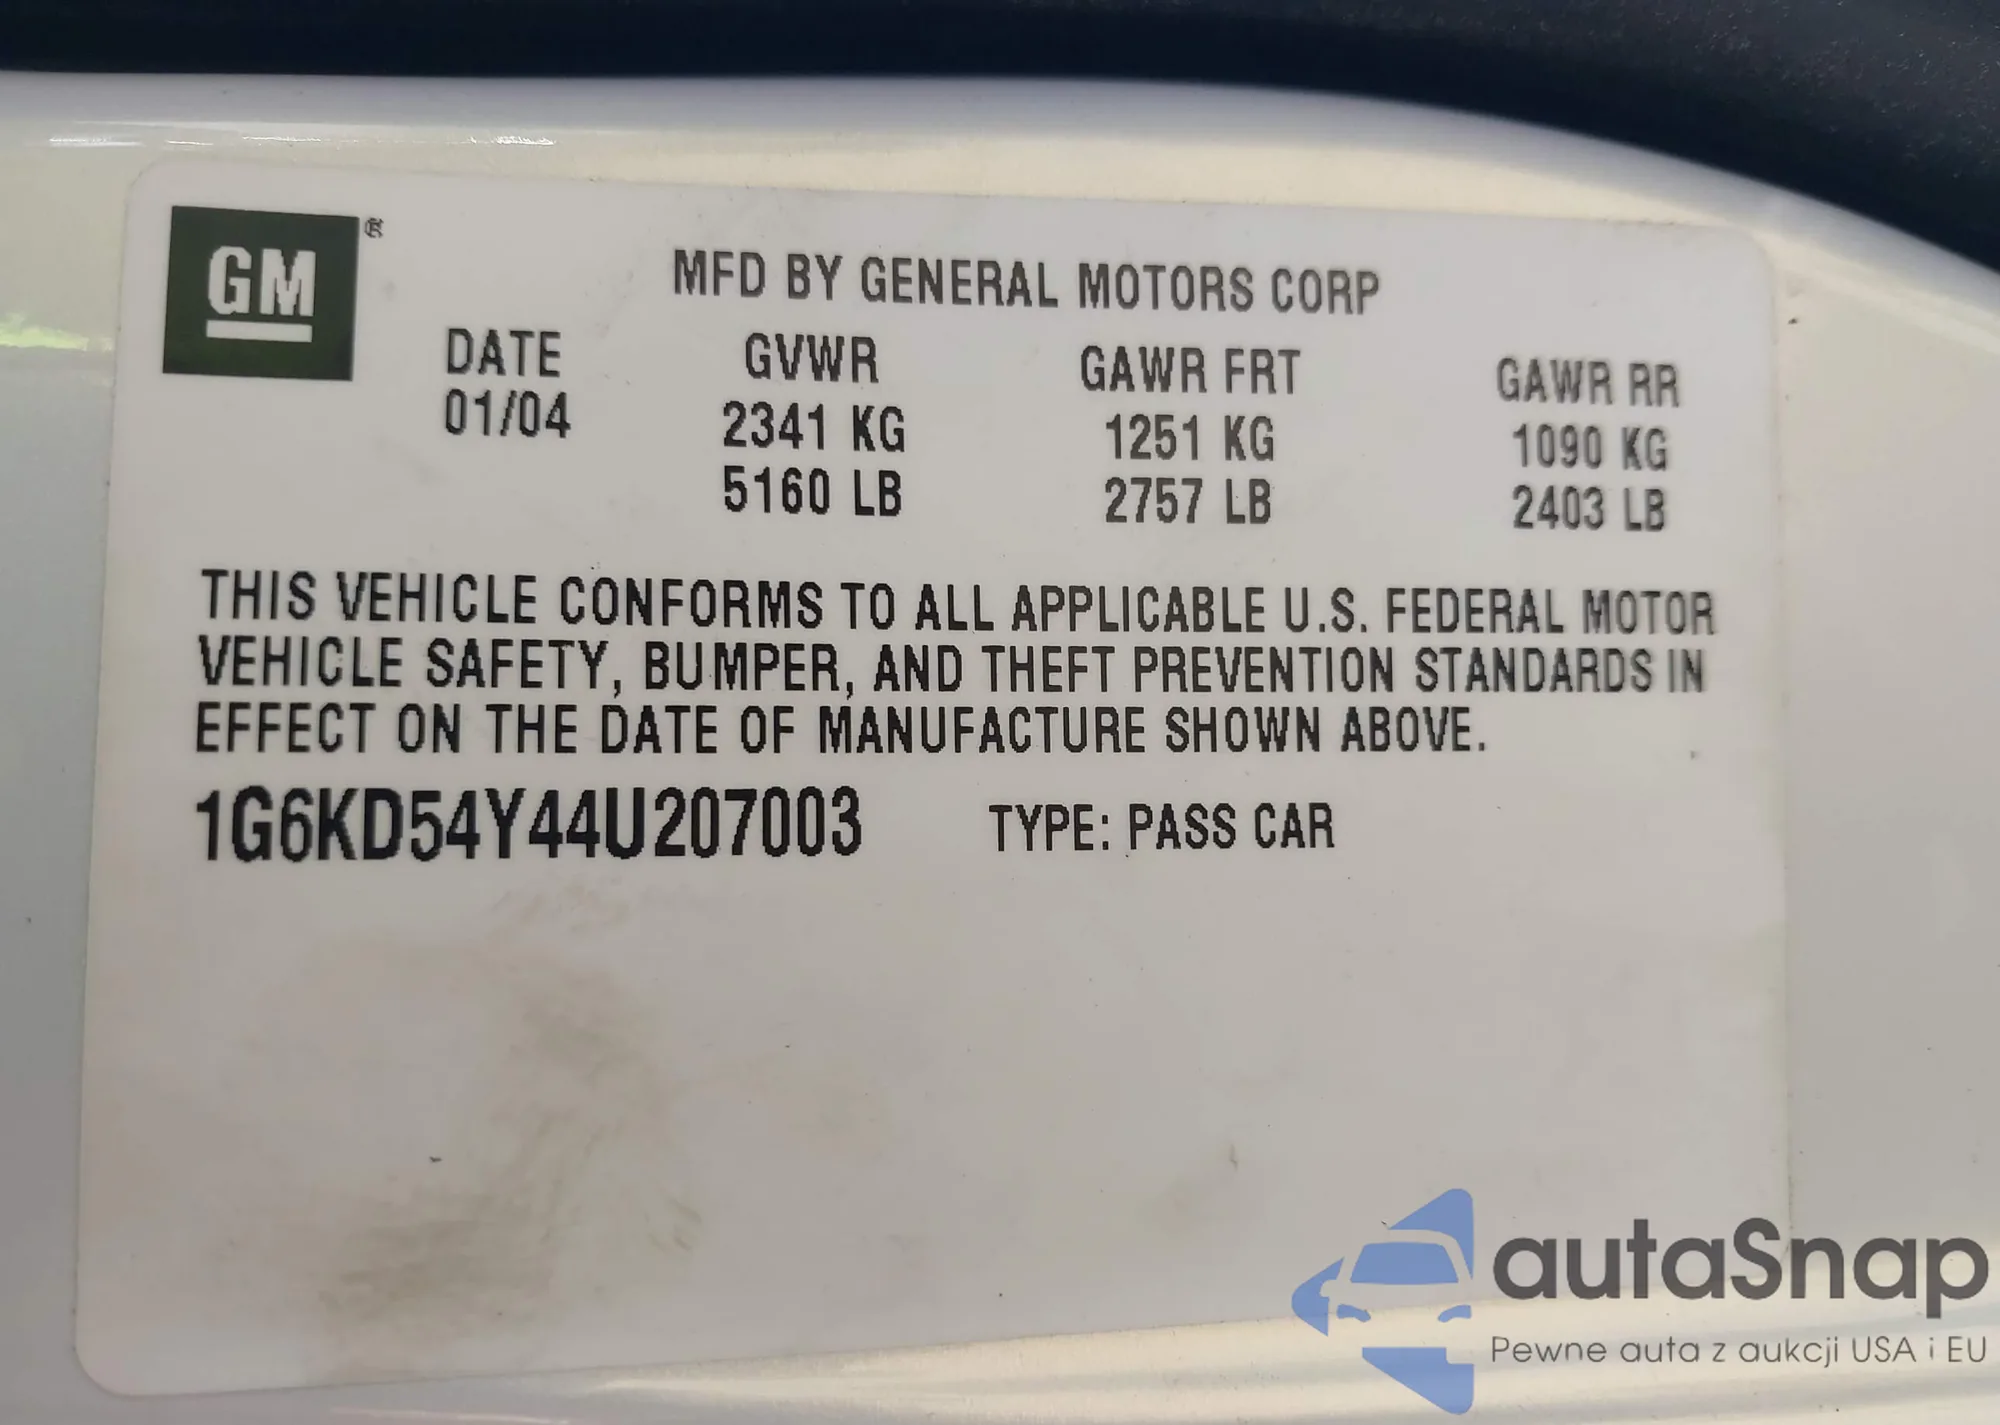 GM ®
MFD BY GENERAL MOTORS CORP
DATE GVWR GAWR FRT GAWR RR
01/04 2341 KG 1251 KG 1090 KG
5160 LB 2757 LB 2403 LB
THIS VEHICLE CONFORMS TO ALL APPLICABLE U.S. FEDERAL MOTOR
VEHICLE SAFETY, BUMPER, AND THEFT PREVENTION STANDARDS IN
EFFECT ON THE DATE OF MANUFACTURE SHOWN ABOVE.
1G6KD54Y44U207003 TYPE: PASS CAR
autaSnap
Pewne auta z aukcji USA i EU